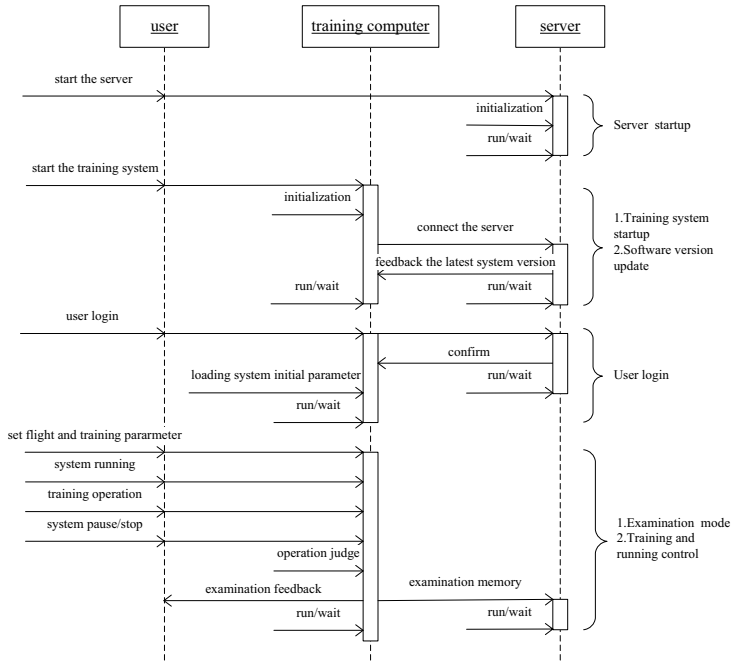 user
training computer
server
start the server
initialization
run/wait
Server startup
start the training system
initialization
connect the server
feedback the latest system version
run/wait
run/wait
1.Training system
startup
2.Software version
update
user login
confirm
loading system initial parameter
run/wait
run/wait
User login
set flight and training pararmeter
system running
training operation
system pause/stop
operation judge
examination feedback
examination memory
run/wait
run/wait
1.Examination mode
2.Training and
running control